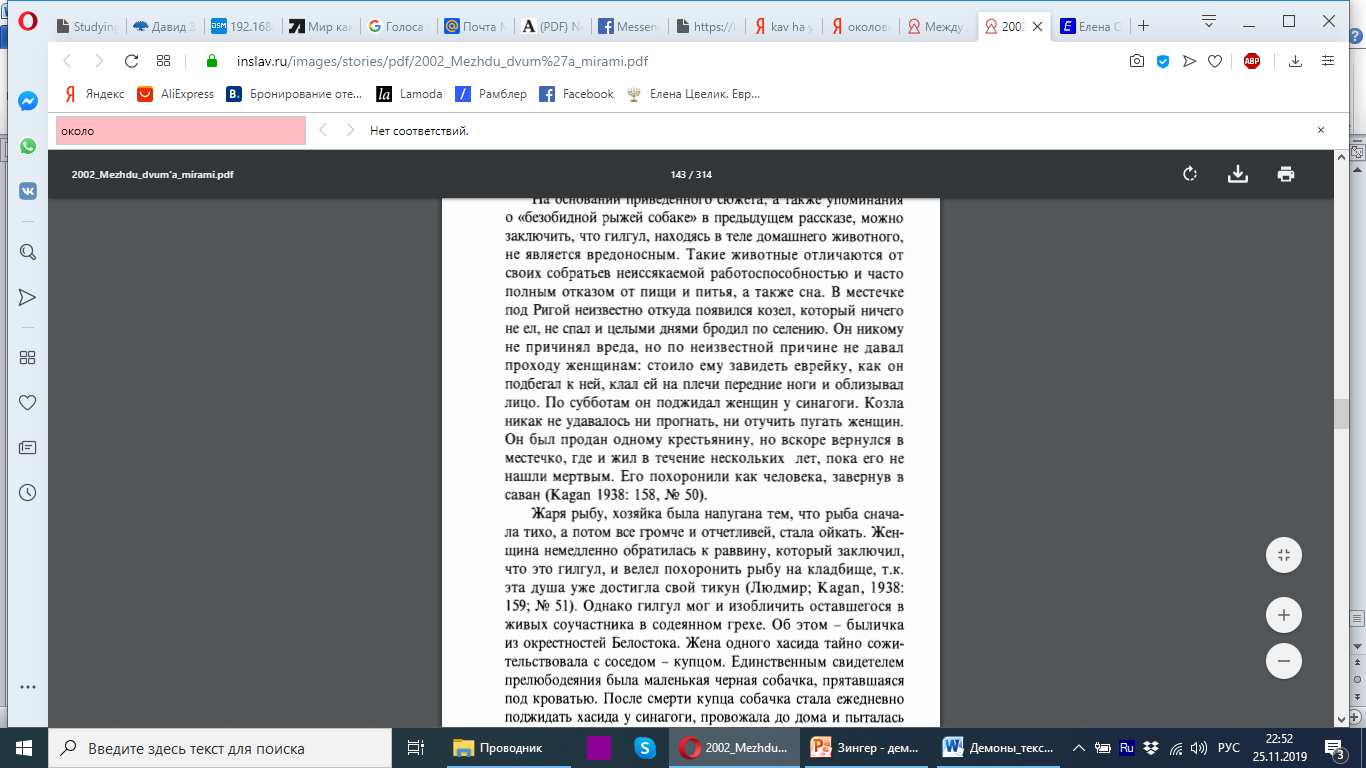 Studying
Давид З
192.168.
Мир ка
Голоса
Почта М
(PDF) Ne
Messen
https://l
kav ha y
околов
Между
2002
Елена С
inslav.ru/images/stories/pdf/2002_Mezhdu_dvum%27a_mirami.pdf
ABP
Яндекс
AliExpress
Бронирование оте...
Lamoda
Рамблер
Facebook
Елена Цвелик. Евр...
около
Нет соответствий.
2002_Mezhdu_dvum'a_mirami.pdf
143 / 314
На основании приведенного сюжета, а также упоминания
о «безобидной рыжей собаке» в предыдущем рассказе, можно
заключить, что гилгул, находясь в теле домашнего животного,
не является вредоносным. Такие животные отличаются от
своих собратьев неиссякаемой работоспособностью и часто
полным отказом от пищи и питья, а также сна. В местечке
под Ригой неизвестно откуда появился козел, который ничего
не ел, не спал и целыми днями бродил по селению. Он никому
не причинял вреда, но по неизвестной причине не давал
проходу женщинам: стоило ему завидеть еврейку, как он
подбегал к ней, клал ей на плечи передние ноги и облизывал
лицо. По субботам он поджидал женщин у синагоги. Козла
никак не удавалось ни прогнать, ни отучить пугать женщин.
Он был продан одному крестьянину, но вскоре вернулся в
местечко, где и жил в течение нескольких лет, пока его не
нашли мертвым. Его похоронили как человека, завернув в
саван (Kagan 1938: 158, № 50).
Жаря рыбу, хозяйка была напугана тем, что рыба снача-
ла тихо, а потом все громче и отчетливей, стала ойкать. Жен-
щина немедленно обратилась к раввину, который заключил,
что это гилгул, и велел похоронить рыбу на кладбище, т.к.
эта душа уже достигла свой тикун (Людмир; Kagan, 1938:
159; № 51). Однако гилгул мог и изобличить оставшегося в
живых соучастника в содеянном грехе. Об этом – быличка
из окрестностей Белостока. Жена одного хасида тайно сожи-
тельствовала с соседом – купцом. Единственным свидетелем
прелюбодеяния была маленькая черная собачка, прятавшаяся
под кроватью. После смерти купца собачка стала ежедневно
поджидать хасида у синагоги, провожала до дома и пыталась
Введите здесь текст для поиска
Проводник
2002_Mezhdu...
Зингер - дем...
Демоны_текс...
Ru
РУС
22:52
25.11.2019
3